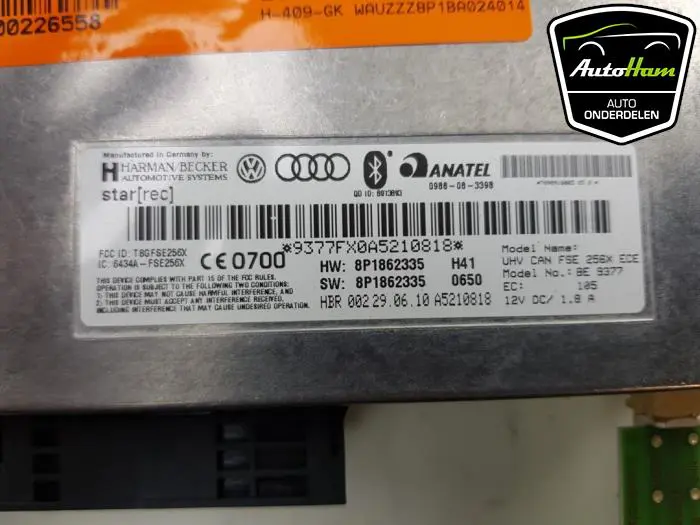 00226558
H-409-GK WAUZZZ8P1BA024014
AutoHam
AUTO
ONDERDELEN
Manufactured in Germany by:
HARMAN/BECKER
AUTOMOTIVE SYSTEMS
star[rec]
QD ID: B013893
ANATEL
0986-08-3398
*9377FX0A5210818*
FCC ID: T8GFSE256X
IC: 6434A-FSE256X
CE 0700
HW: 8P1862335 H41
SW: 8P1862335 0650
HBR 002 29.06.10 A5210818
Model Name:
UHV CAN FSE 256X ECE
Model No.: BE 9377
EC: 105
12V DC/ 1.8 A
THIS DEVICE COMPLIES WITH PART 15 OF THE FCC RULES.
OPERATION IS SUBJECT TO THE FOLLOWING TWO CONDITIONS:
1) THIS DEVICE MAY NOT CAUSE HARMFUL INTERFERENCE, AND
2) THIS DEVICE MUST ACCEPT ANY INTERFERENCE RECEIVED,
INCLUDING INTERFERENCE THAT MAY CAUSE UNDESIRED OPERATION